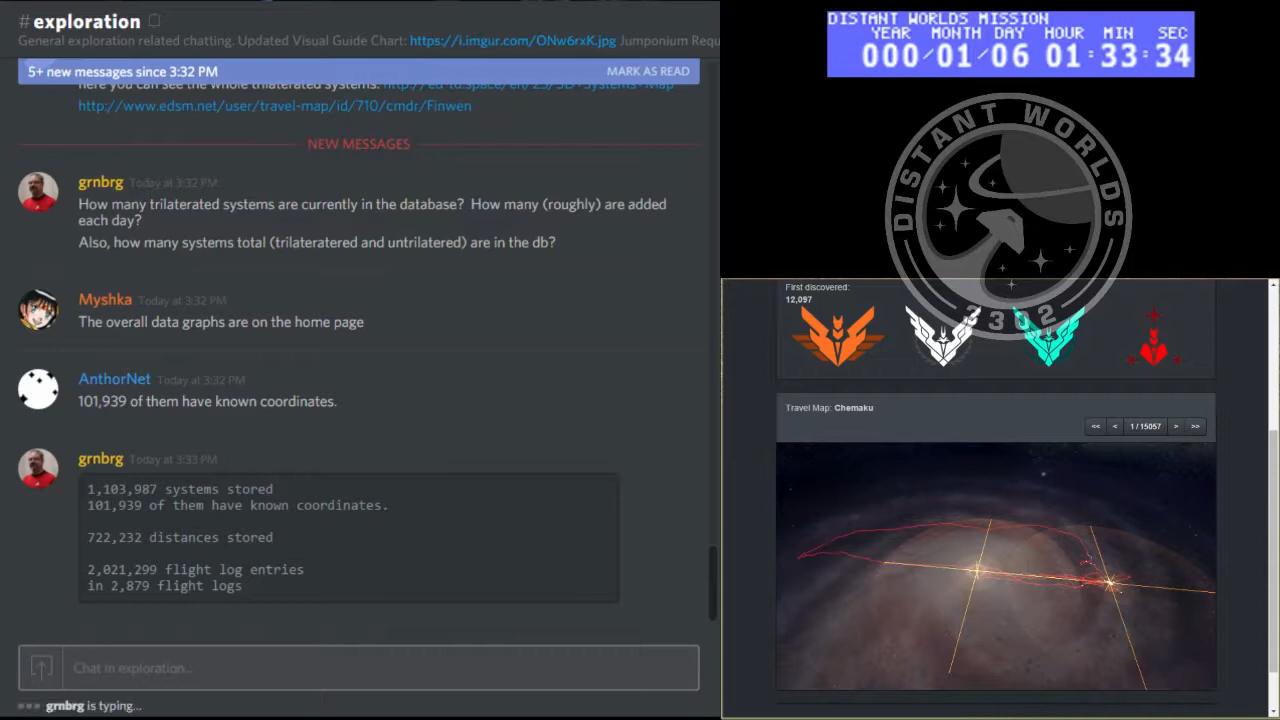 #exploration
General exploration related chatting. Updated Visual Guide Chart: https://i.imgur.com/ONw6rxK.jpg Jumponium Requ
5+ new messages since 3:32 PM
MARK AS READ
here you can see the whole trilaterated systems.
http://www.edsm.net/user/travel-map/id/710/cmdr/Finwen
NEW MESSAGES
grnbrg Today at 3:32 PM
How many trilaterated systems are currently in the database? How many (roughly) are added
each day?
Also, how many systems total (trilateratered and untrilatered) are in the db?
Myshka Today at 3:32 PM
The overall data graphs are on the home page
AnthorNet Today at 3:32 PM
101,939 of them have known coordinates.
grnbrg Today at 3:33 PM
1,103,987 systems stored
101,939 of them have known coordinates.
722,232 distances stored
2,021,299 flight log entries
in 2,879 flight logs
Chat in exploration...
grnbrg is typing...
DISTANT WORLDS MISSION
YEAR MONTH DAY HOUR MIN SEC
000/01/06 01:33:34
DISTANT WORLDS
3302
First discovered:
12,097
Travel Map: Chemaku
<< < 1 / 15057 > >>